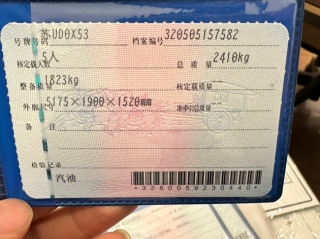 号牌号码 苏UD0X53 档案编号 320505157582
核定载人数 5人 总质量 2410kg
整备质量 1823kg 核定载质量
外廓尺寸 5175×1900×1520mm 准牵引总质量
备注
检验记录
汽油
*3280059230440*